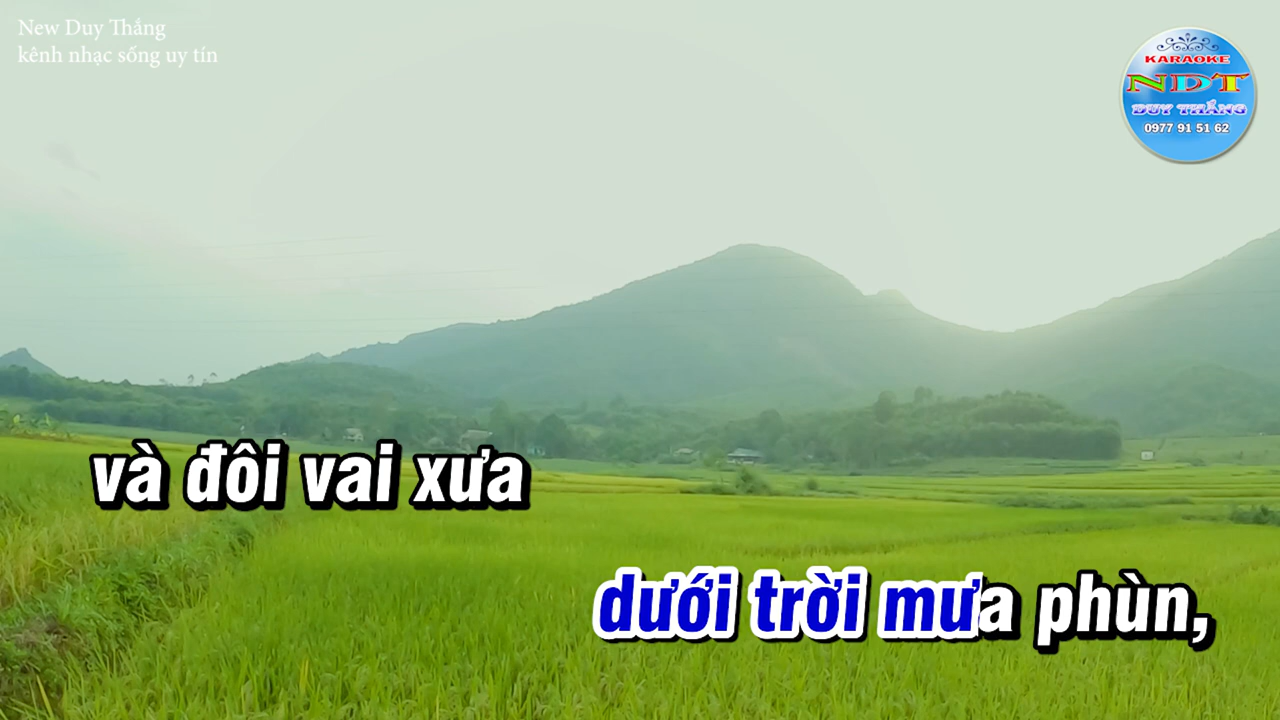 New Duy Thắng
kênh nhạc sống uy tín
KARAOKE
NDT
DUY THẮNG
0977 91 51 62
và đôi vai xưa
dưới trời mưa phùn,